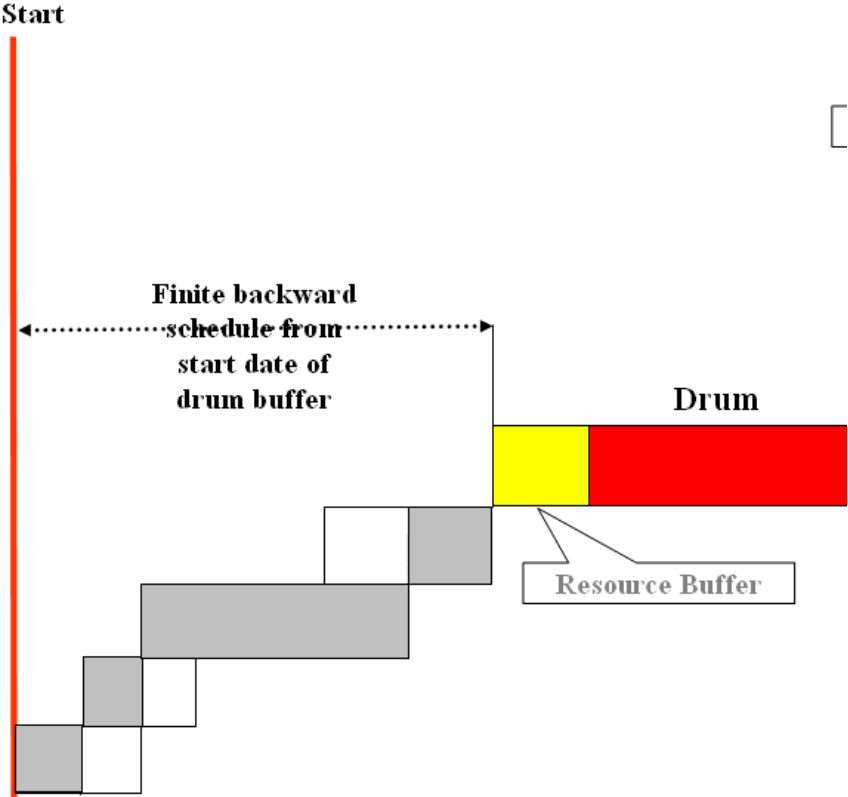 Start
Finite backward
schedule from
start date of
drum buffer
Drum
Resource Buffer